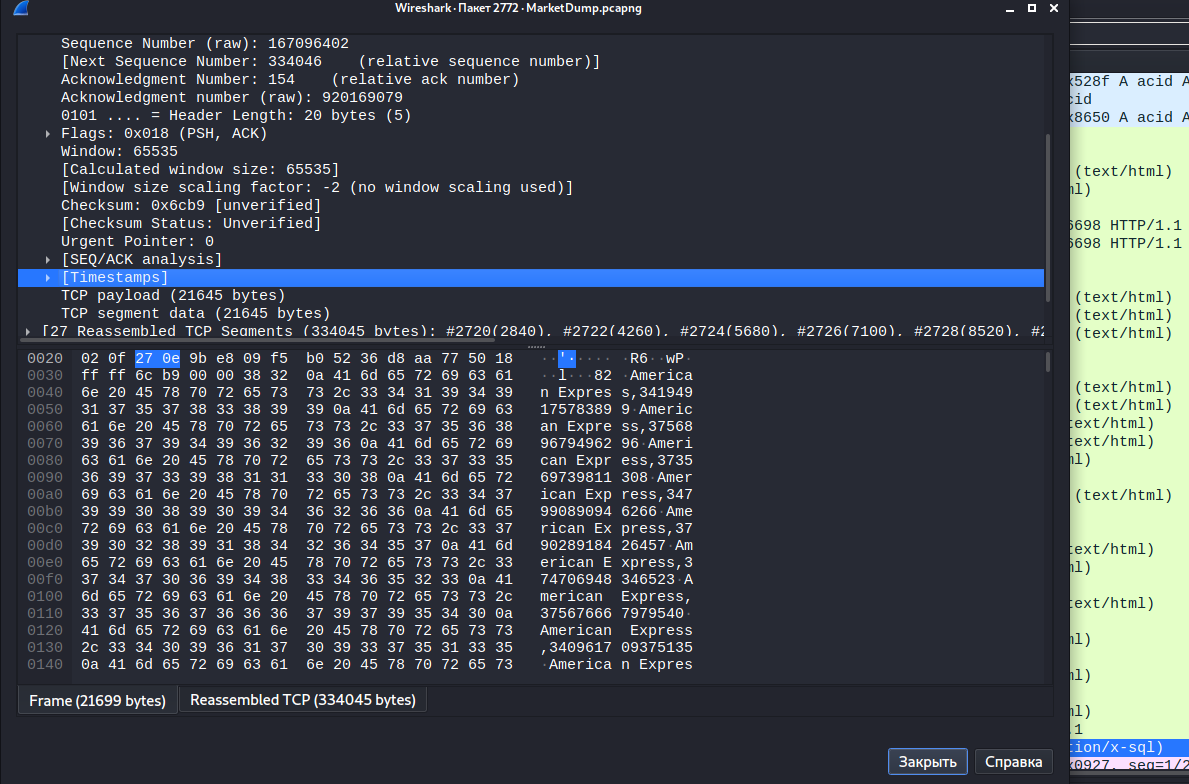 Wireshark · Пакет 2772 · MarketDump.pcapng
Sequence Number (raw): 167096402
[Next Sequence Number: 334046    (relative sequence number)]
Acknowledgment Number: 154    (relative ack number)
Acknowledgment number (raw): 920169079
0101 .... = Header Length: 20 bytes (5)
Flags: 0x018 (PSH, ACK)
Window: 65535
[Calculated window size: 65535]
[Window size scaling factor: -2 (no window scaling used)]
Checksum: 0x6cb9 [unverified]
[Checksum Status: Unverified]
Urgent Pointer: 0
[SEQ/ACK analysis]
[Timestamps]
TCP payload (21645 bytes)
TCP segment data (21645 bytes)
[27 Reassembled TCP Segments (334045 bytes): #2720(2840), #2722(4260), #2724(5680), #2726(7100), #2728(8520), #2
0020 02 0f 27 0e 9b e8 09 f5 b0 52 36 d8 aa 77 50 18 ··'····· ·R6··wP·
0030 ff ff 6c b9 00 00 38 32 0a 41 6d 65 72 69 63 61 ··l···82 ·America
0040 6e 20 45 78 70 72 65 73 73 2c 33 34 31 39 34 39 n Expres s,341949
0050 31 37 35 37 38 33 38 39 39 0a 41 6d 65 72 69 63 17578389 9·Americ
0060 61 6e 20 45 78 70 72 65 73 73 2c 33 37 35 36 38 an Expre ss,37568
0070 39 36 37 39 34 39 36 32 39 36 0a 41 6d 65 72 69 96794962 96·Ameri
0080 63 61 6e 20 45 78 70 72 65 73 73 2c 33 37 33 35 can Expr ess,3735
0090 36 39 37 33 39 38 31 31 33 30 38 0a 41 6d 65 72 69739811 308·Amer
00a0 69 63 61 6e 20 45 78 70 72 65 73 73 2c 33 34 37 ican Exp ress,347
00b0 39 39 30 38 39 30 39 34 36 32 36 36 0a 41 6d 65 99089094 6266·Ame
00c0 72 69 63 61 6e 20 45 78 70 72 65 73 73 2c 33 37 rican Ex press,37
00d0 39 30 32 38 39 31 38 34 32 36 34 35 37 0a 41 6d 90289184 26457·Am
00e0 65 72 69 63 61 6e 20 45 78 70 72 65 73 73 2c 33 erican E xpress,3
00f0 37 34 37 30 36 39 34 38 33 34 36 35 32 33 0a 41 74706948 346523·A
0100 6d 65 72 69 63 61 6e 20 45 78 70 72 65 73 73 2c merican  Express,
0110 33 37 35 36 37 36 36 36 37 39 37 39 35 34 30 0a 37567666 7979540·
0120 41 6d 65 72 69 63 61 6e 20 45 78 70 72 65 73 73 American  Express
0130 2c 33 34 30 39 36 31 37 30 39 33 37 35 31 33 35 ,3409617 09375135
0140 0a 41 6d 65 72 69 63 61 6e 20 45 78 70 72 65 73 ·America n Expres
Frame (21699 bytes)
Reassembled TCP (334045 bytes)
Закрыть
Справка
x528f A acid A
cid
x8650 A acid A
(text/html)
ml)
6698 HTTP/1.1
6698 HTTP/1.1
(text/html)
(text/html)
(text/html)
(text/html)
(text/html)
text/html)
text/html)
ml)
(text/html)
text/html)
ml)
text/html)
ml)
ml)
ml)
.1
tion/x-sql)
x0927, seq=1/2